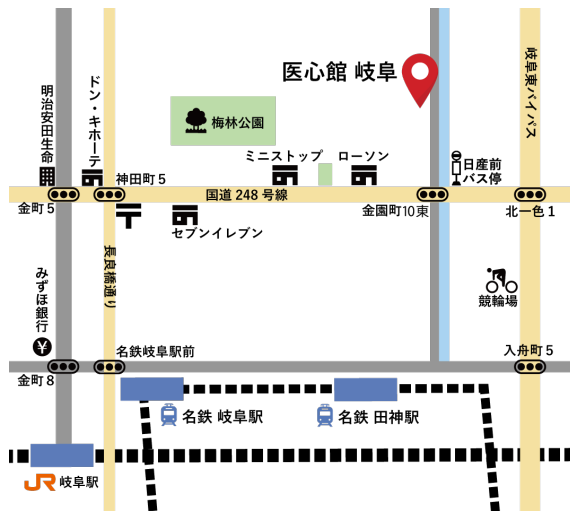 医心館 岐阜
岐阜東バイパス
明治安田生命
ドン・キホーテ
梅林公園
ミニストップ
ローソン
日産前
バス停
神田町5
国道248号線
金町5
金園町10東
北一色1
セブンイレブン
長良橋通り
みずほ銀行
¥
競輪場
名鉄岐阜駅前
入舟町5
金町8
名鉄 岐阜駅
名鉄 田神駅
JR 岐阜駅